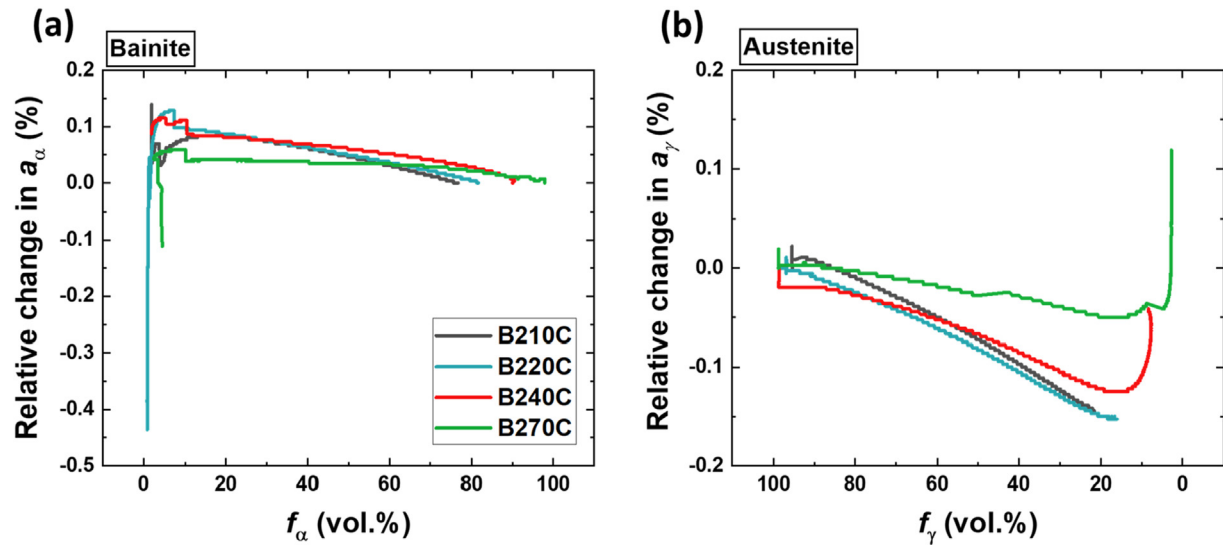 (a)
Bainite
Relative change in aα (%)
0.2
0.1
0.0
-0.1
-0.2
-0.3
-0.4
-0.5
B210C
B220C
B240C
B270C
0 20 40 60 80 100
fα (vol.%)
(b)
Austenite
Relative change in aγ (%)
0.2
0.1
0.0
-0.1
-0.2
100 80 60 40 20 0
fγ (vol.%)